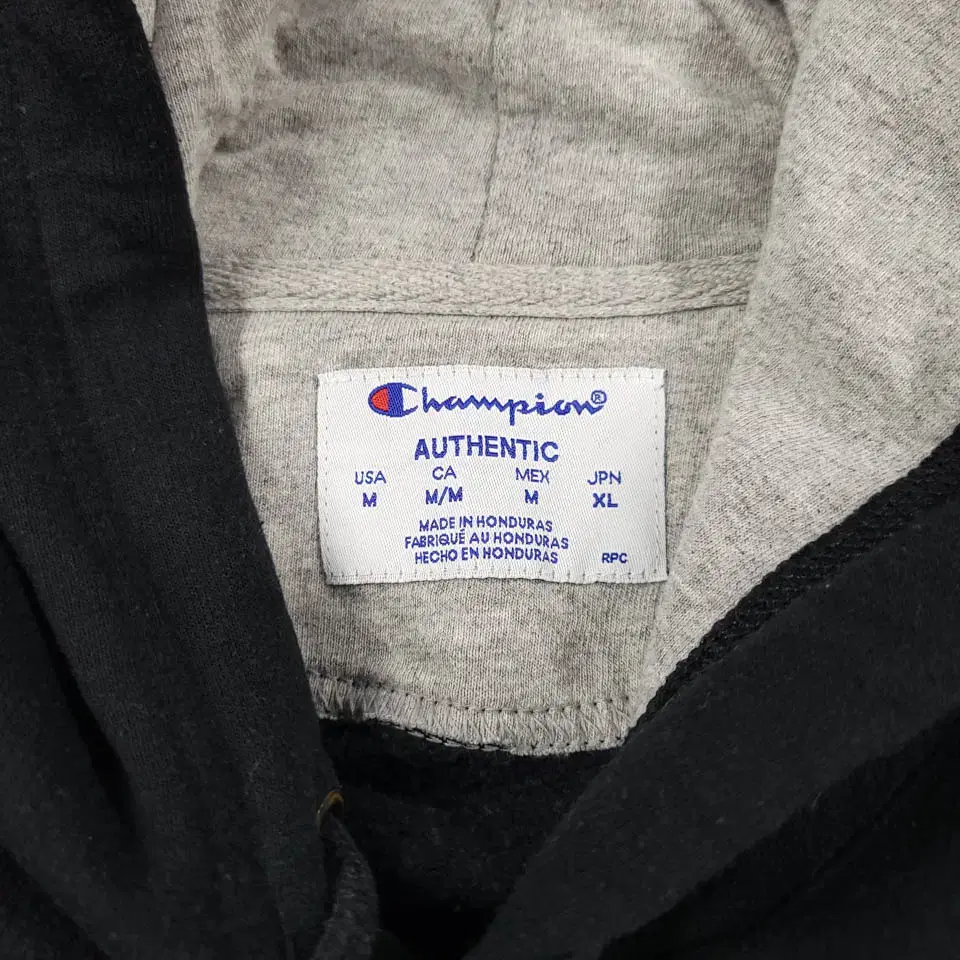 Champion®
AUTHENTIC
USA CA MEX JPN
M M/M M XL
MADE IN HONDURAS
FABRIQUÉ AU HONDURAS
HECHO EN HONDURAS RPC